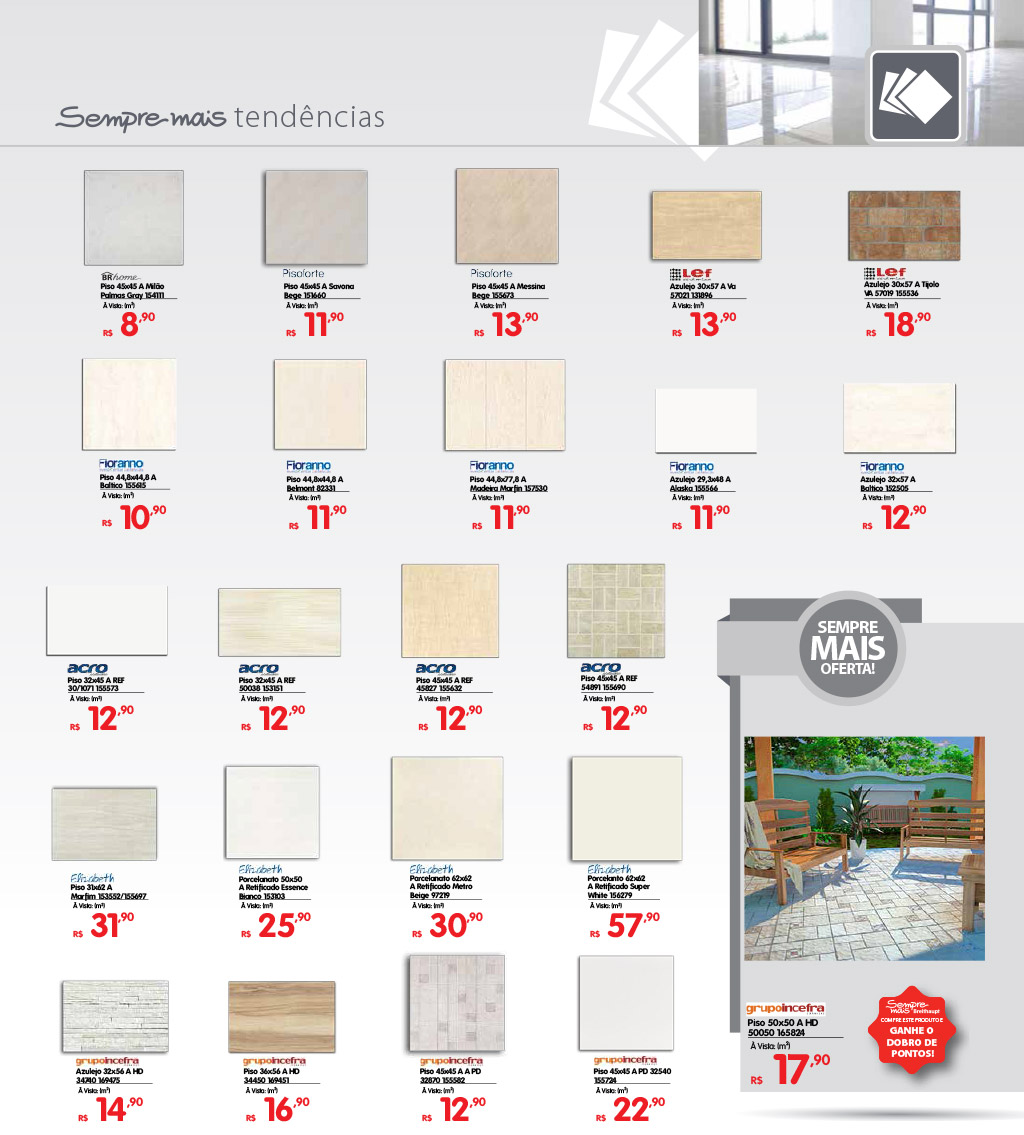 Sempre mais tendências
BRhome
Piso 45x45 A Milão
Palmas Gray 154111
À Vista: (m²)
R$ 8,90
Pisoforte
Piso 45x45 A Savona
Bege 151660
À Vista: (m²)
R$ 11,90
Pisoforte
Piso 45x45 A Messina
Bege 155673
À Vista: (m²)
R$ 13,90
Lef
Azulejo 30x57 A Va
57021 131896
À Vista: (m²)
R$ 13,90
Lef
Azulejo 30x57 A Tijolo
VA 57019 155536
À Vista: (m²)
R$ 18,90
Fioranno
Piso 44,8x44,8 A
Baltico 155615
À Vista: (m²)
R$ 10,90
Fioranno
Piso 44,8x44,8 A
Belmont 82331
À Vista: (m²)
R$ 11,90
Fioranno
Piso 44,8x77,8 A
Madeira Marfin 157530
À Vista: (m²)
R$ 11,90
Fioranno
Azulejo 29,3x48 A
Alaska 155566
À Vista: (m²)
R$ 11,90
Fioranno
Azulejo 32x57 A
Baltico 152505
À Vista: (m²)
R$ 12,90
acro
Piso 32x45 A REF
30/1071 155573
À Vista: (m²)
R$ 12,90
acro
Piso 32x45 A REF
50038 153151
À Vista: (m²)
R$ 12,90
acro
Piso 45x45 A REF
45827 155632
À Vista: (m²)
R$ 12,90
acro
Piso 45x45 A REF
54891 155690
À Vista: (m²)
R$ 12,90
Elizabeth
Piso 31x62 A
Marfim 153552/155697
À Vista: (m²)
R$ 31,90
Elizabeth
Porcelanato 50x50
A Retificado Essence
Bianco 153103
À Vista: (m²)
R$ 25,90
Elizabeth
Porcelanato 62x62
A Retificado Metro
Beige 97219
À Vista: (m²)
R$ 30,90
Elizabeth
Porcelanto 62x62
A Retificado Super
White 156279
À Vista: (m²)
R$ 57,90
grupoincefra
Azulejo 32x56 A HD
34740 169475
À Vista: (m²)
R$ 14,90
grupoincefra
Piso 36x56 A HD
34450 169451
À Vista: (m²)
R$ 16,90
grupoincefra
Piso 45x45 A A PD
32870 155582
À Vista: (m²)
R$ 12,90
grupoincefra
Piso 45x45 A PD 32540
155724
À Vista: (m²)
R$ 22,90
SEMPRE
MAIS
OFERTA!
grupoincefra
Piso 50x50 A HD
50050 165824
À Vista: (m²)
R$ 17,90
Sempre
mais Breithaupt
COMPRE ESTE PRODUTO E
GANHE O
DOBRO DE
PONTOS!